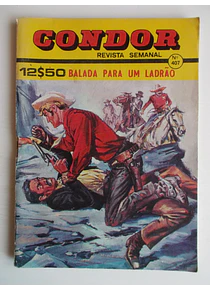 CONDOR
REVISTA SEMANAL
Nº 407
12$50 BALADA PARA UM LADRÃO